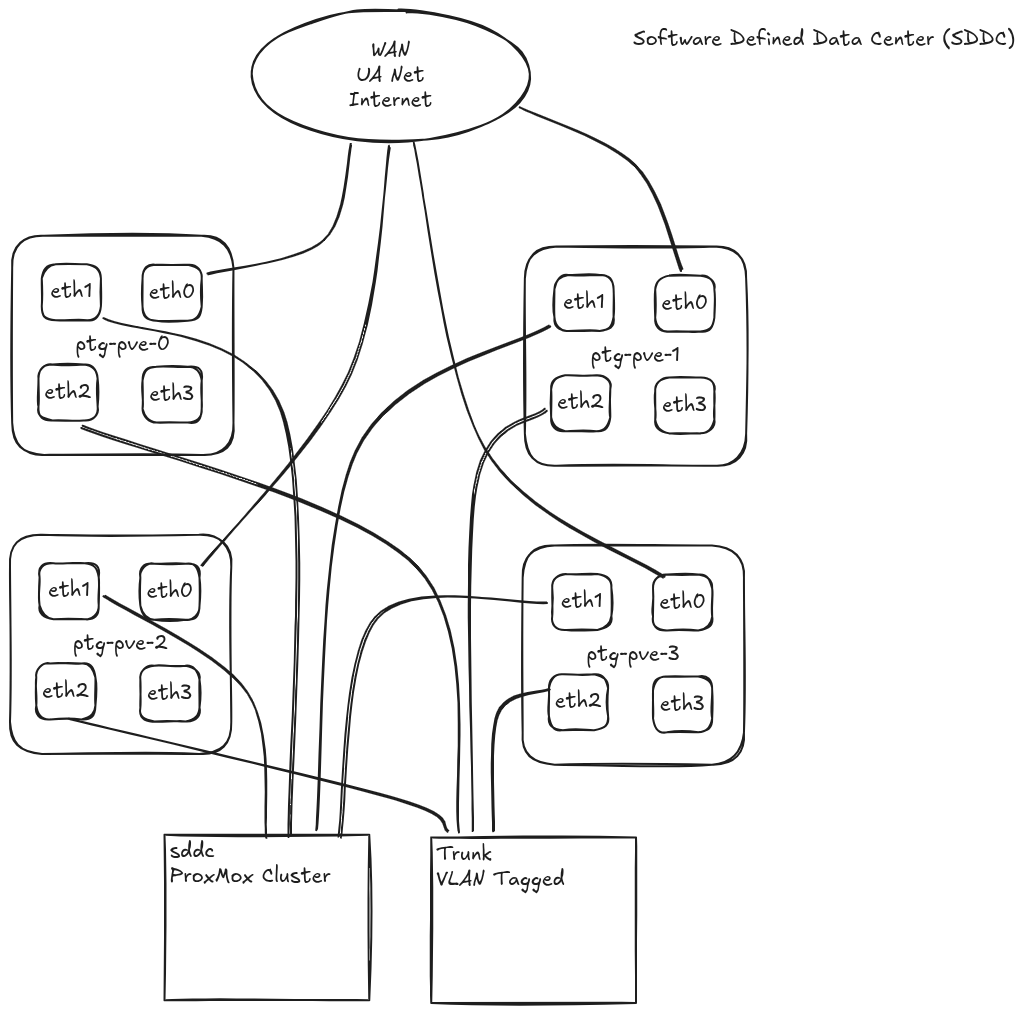 Software Defined Data Center (SDDC)
WAN
UA Net
Internet
eth1
eth0
ptg-pve-0
eth2
eth3
eth1
eth0
ptg-pve-1
eth2
eth3
eth1
eth0
ptg-pve-2
eth2
eth3
eth1
eth0
ptg-pve-3
eth2
eth3
sddc
ProxMox Cluster
Trunk
VLAN Tagged